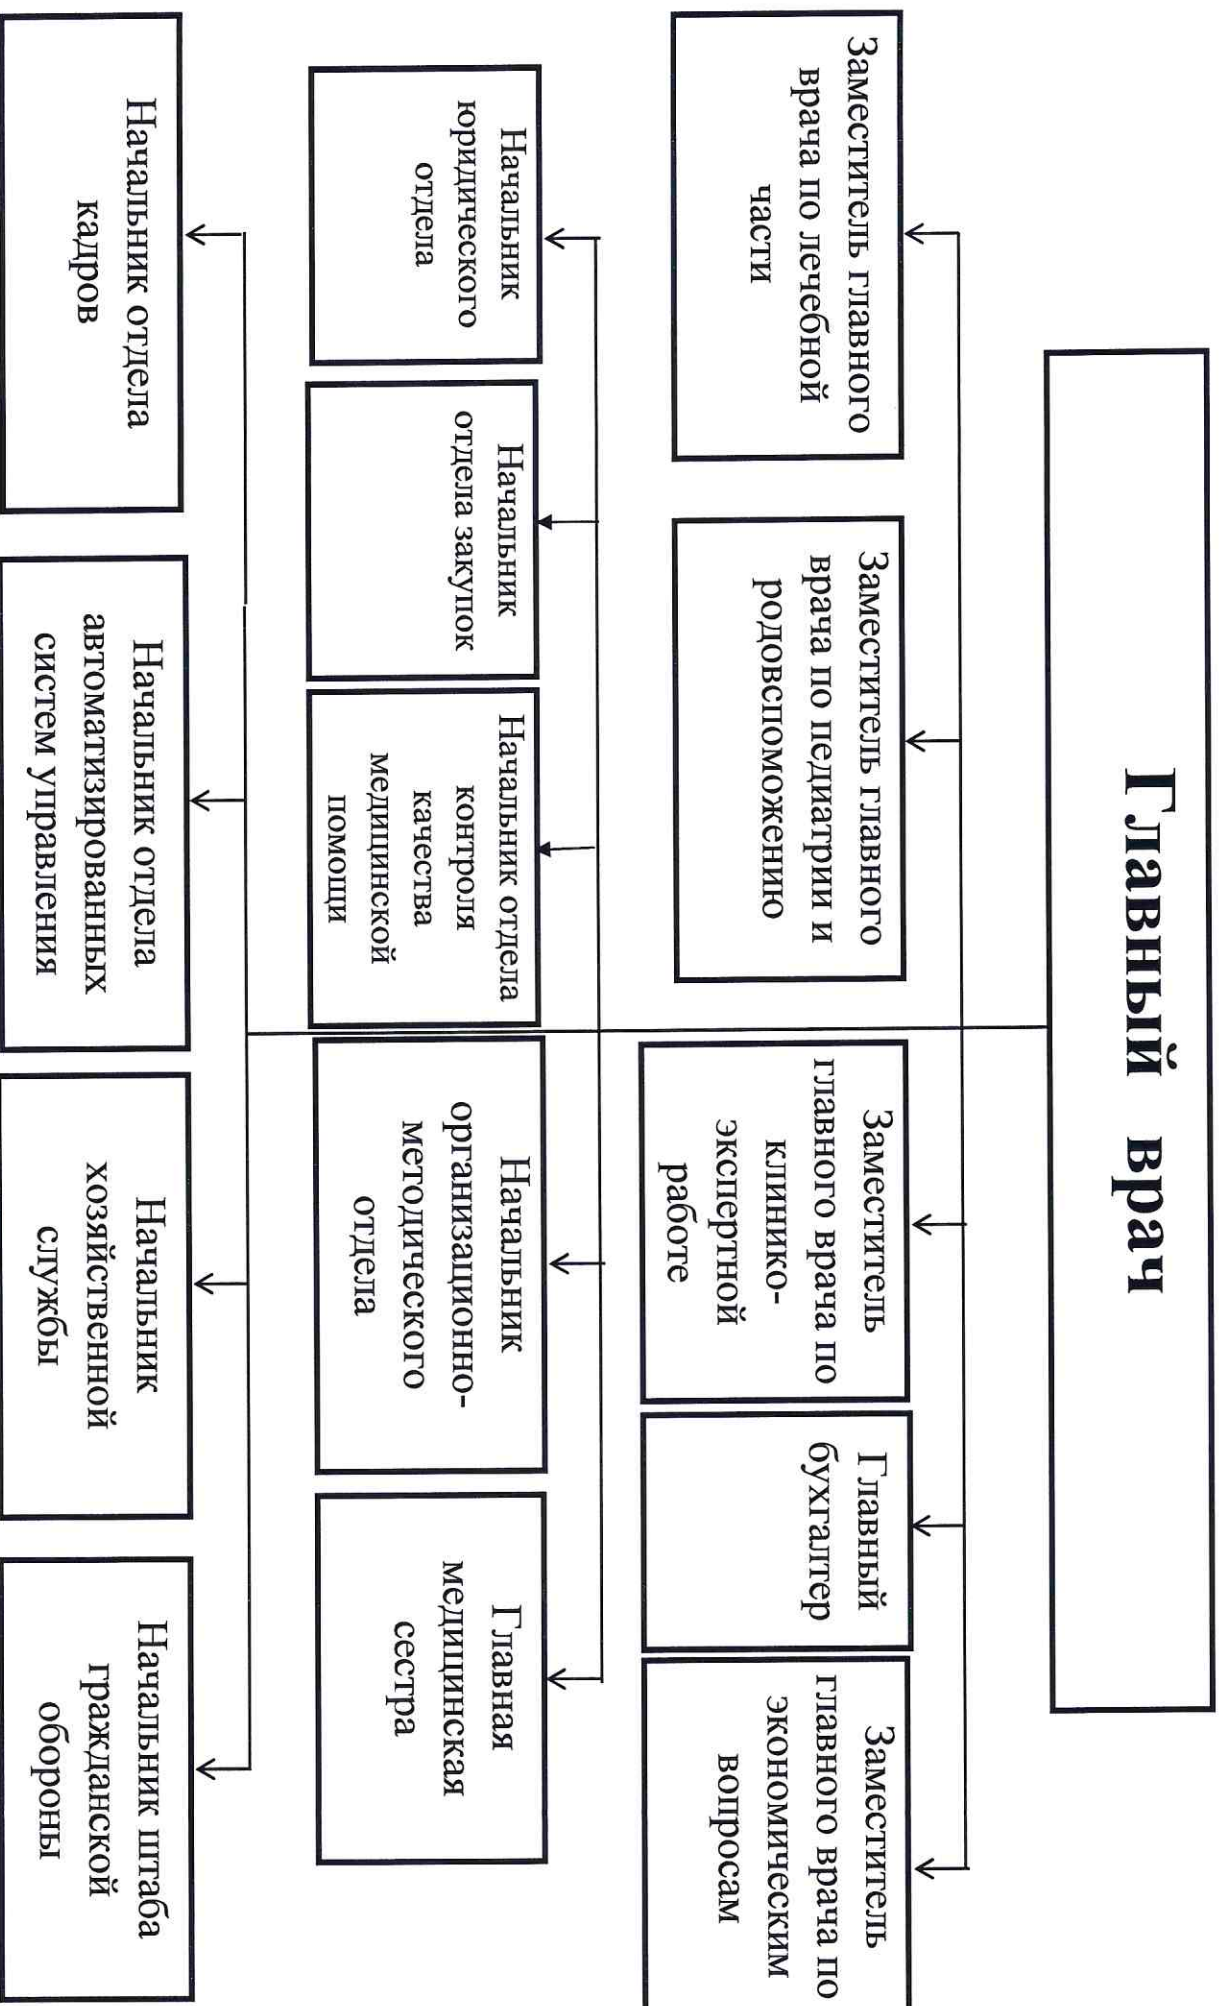 Главный врач
Заместитель главного
врача по лечебной
части
Заместитель главного
врача по педиатрии и
родовспоможению
Заместитель
главного врача по
клинико-
экспертной
работе
Главный
бухгалтер
Заместитель
главного врача по
экономическим
вопросам
Начальник
юридического
отдела
Начальник
отдела закупок
Начальник отдела
контроля
качества
медицинской
помощи
Начальник
организационно-
методического
отдела
Главная
медицинская
сестра
Начальник отдела
кадров
Начальник отдела
автоматизированных
систем управления
Начальник
хозяйственной
службы
Начальник штаба
гражданской
обороны